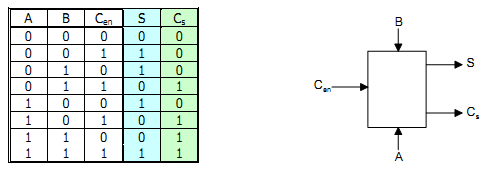 A B Cen S Cs
0 0 0 0 0
0 0 1 1 0
0 1 0 1 0
0 1 1 0 1
1 0 0 1 0
1 0 1 0 1
1 1 0 0 1
1 1 1 1 1
B
S
Cen
Cs
A